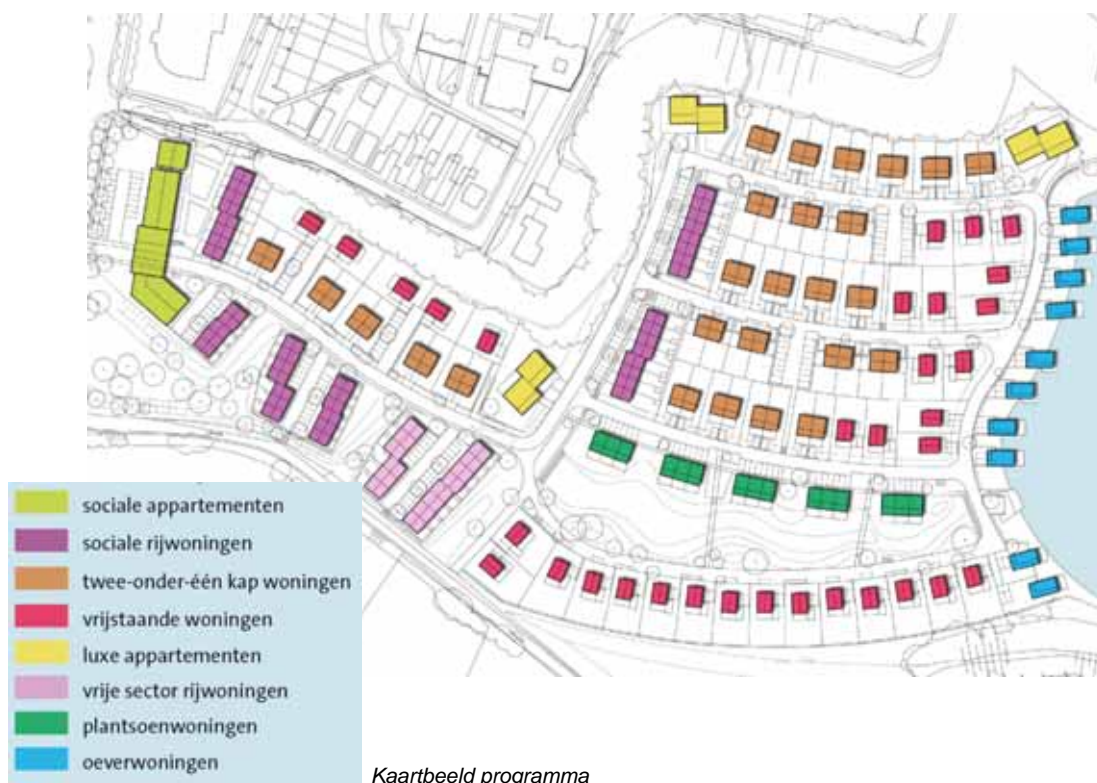 sociale appartementen
sociale rijwoningen
twee-onder-één kap woningen
vrijstaande woningen
luxe appartementen
vrije sector rijwoningen
plantsoenwoningen
oeverwoningen
Kaartbeeld programma